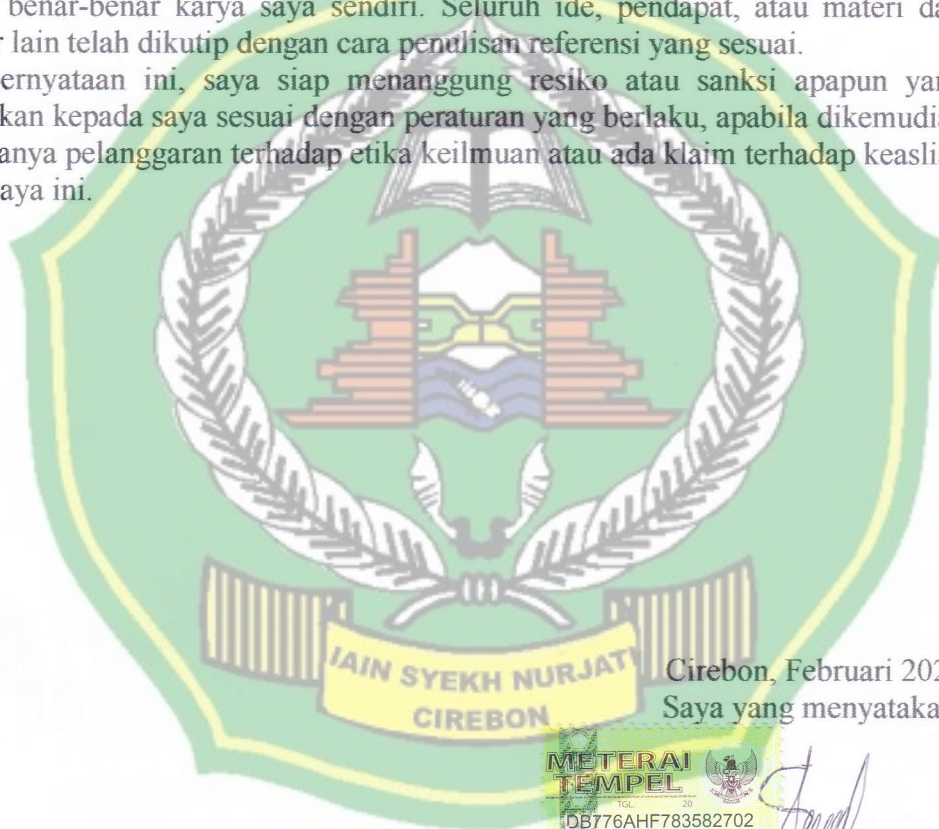 benar-benar karya saya sendiri. Seluruh ide, pendapat, atau materi da
r lain telah dikutip dengan cara penulisan referensi yang sesuai.
ernyataan ini, saya siap menanggung resiko atau sanksi apapun yan
kan kepada saya sesuai dengan peraturan yang berlaku, apabila dikemudia
anya pelanggaran terhadap etika keilmuan atau ada klaim terhadap keaslia
aya ini.
IAIN SYEKH NURJATI
CIREBON
Cirebon, Februari 202
Saya yang menyataka
METERAI
TEMPEL
TGL. 20
DB776AHF783582702